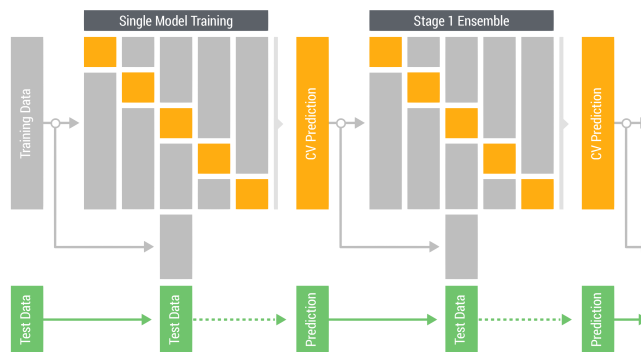 Single Model Training
Stage 1 Ensemble
Training Data
CV Prediction
CV Prediction
Test Data
Test Data
Prediction
Test Data
Prediction